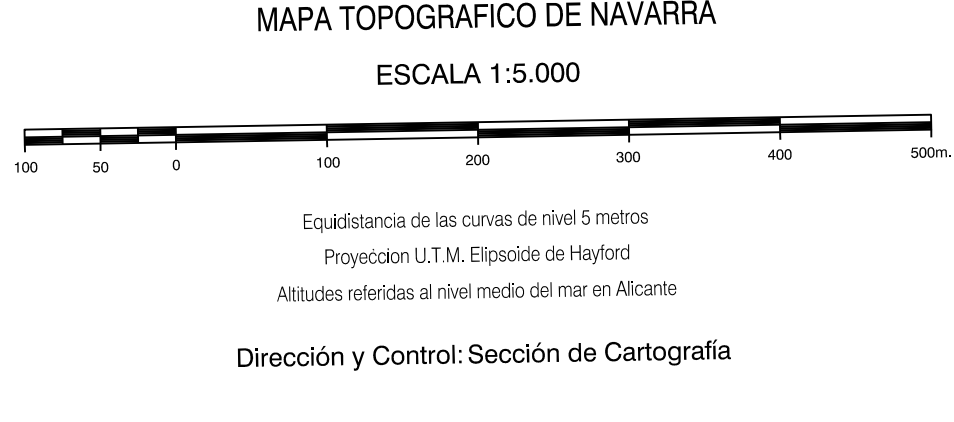 MAPA TOPOGRAFICO DE NAVARRA
ESCALA 1:5.000
100 50 0 100 200 300 400 500m.
Equidistancia de las curvas de nivel 5 metros
Proyeccion U.T.M. Elipsoide de Hayford
Altitudes referidas al nivel medio del mar en Alicante
Dirección y Control: Sección de Cartografía